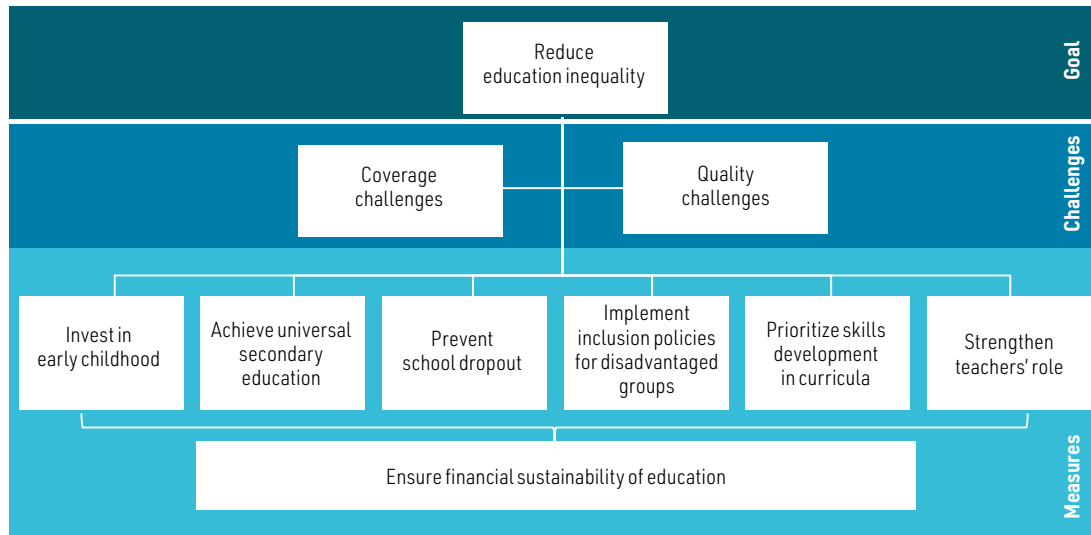 Reduce
education inequality
Goal
Coverage
challenges
Quality
challenges
Challenges
Invest in
early childhood
Achieve universal
secondary
education
Prevent
school dropout
Implement
inclusion policies
for disadvantaged
groups
Prioritize skills
development
in curricula
Strengthen
teachers’ role
Ensure financial sustainability of education
Measures